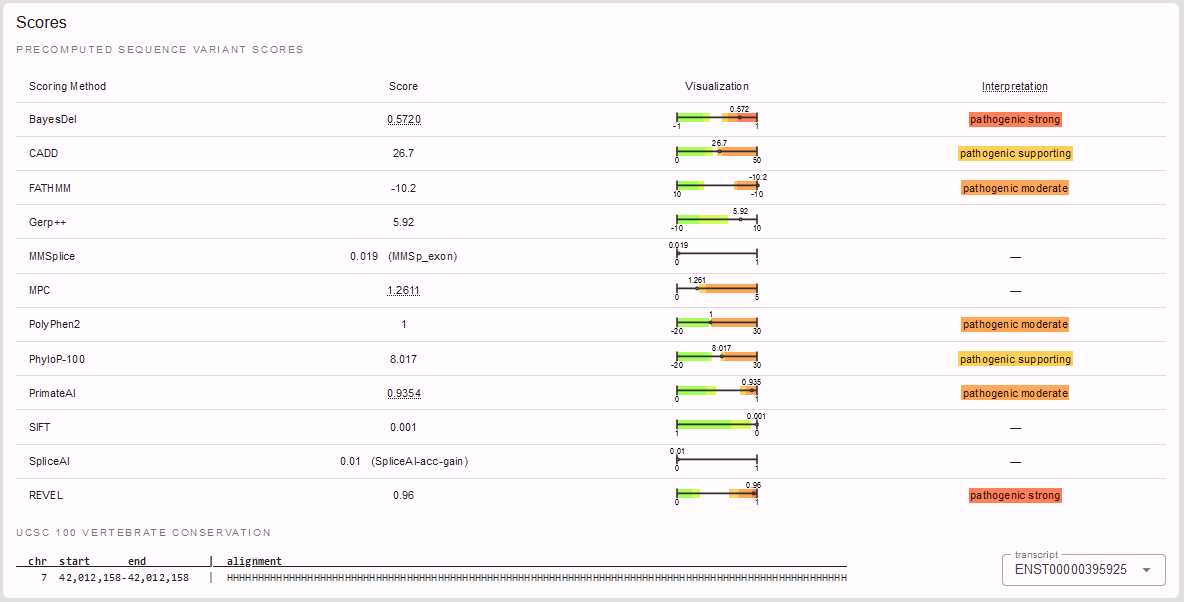 Scores
PRECOMPUTED SEQUENCE VARIANT SCORES
Scoring Method Score Visualization Interpretation
BayesDel 0.5720 0.572 -1 1 pathogenic strong
CADD 26.7 26.7 0 50 pathogenic supporting
FATHMM -10.2 -10.2 10 -10 pathogenic moderate
Gerp++ 5.92 5.92 -10 10
MMSplice 0.019 (MMSp_exon) 0.019 0 1 —
MPC 1.2611 1.261 0 5 —
PolyPhen2 1 1 -20 30 pathogenic moderate
PhyloP-100 8.017 8.017 -20 30 pathogenic supporting
PrimateAI 0.9354 0.935 0 1 pathogenic moderate
SIFT 0.001 0.001 1 0 —
SpliceAI 0.01 (SpliceAI-acc-gain) 0.01 0 1 —
REVEL 0.96 0.96 0 1 pathogenic strong
UCSC 100 VERTEBRATE CONSERVATION
chr start end | alignment
7 42,012,158-42,012,158 | HHHHHHHHHHHHHHHHHHHHHHHHHHHHHHHHHHHHHHHHHHHHHHHHHHHHHHHHHHHHHHHHHHHHHHHHHHHHHHHHHHHHHHHHHHHHHHHHHHHH
transcript
ENST00000395925